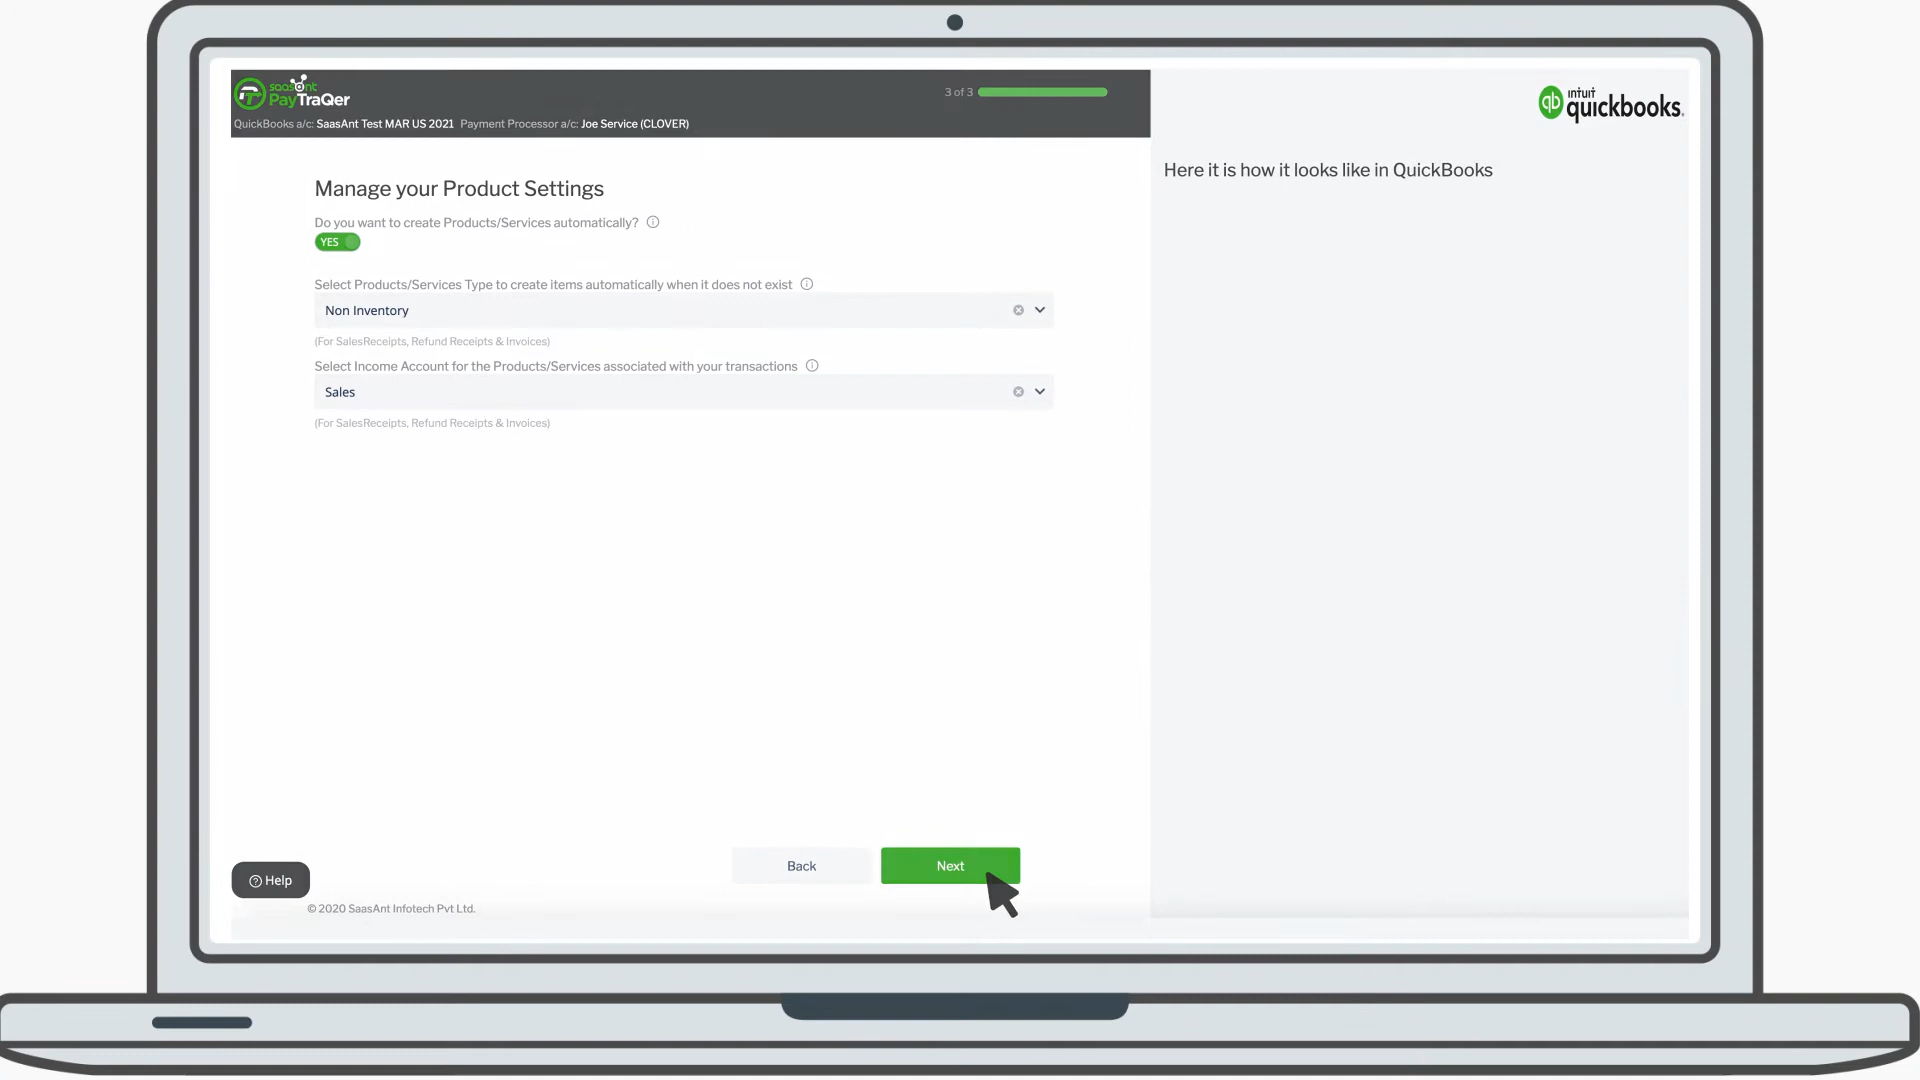 saasant
PayTraQer
3 of 3
QuickBooks a/c: SaasAnt Test MAR US 2021 Payment Processor a/c: Joe Service (CLOVER)
qb intuit quickbooks.
Here it is how it looks like in QuickBooks
Manage your Product Settings
Do you want to create Products/Services automatically?
YES
Select Products/Services Type to create items automatically when it does not exist
Non Inventory
(For SalesReceipts, Refund Receipts & Invoices)
Select Income Account for the Products/Services associated with your transactions
Sales
(For SalesReceipts, Refund Receipts & Invoices)
Back
Next
Help
© 2020 SaasAnt Infotech Pvt Ltd.